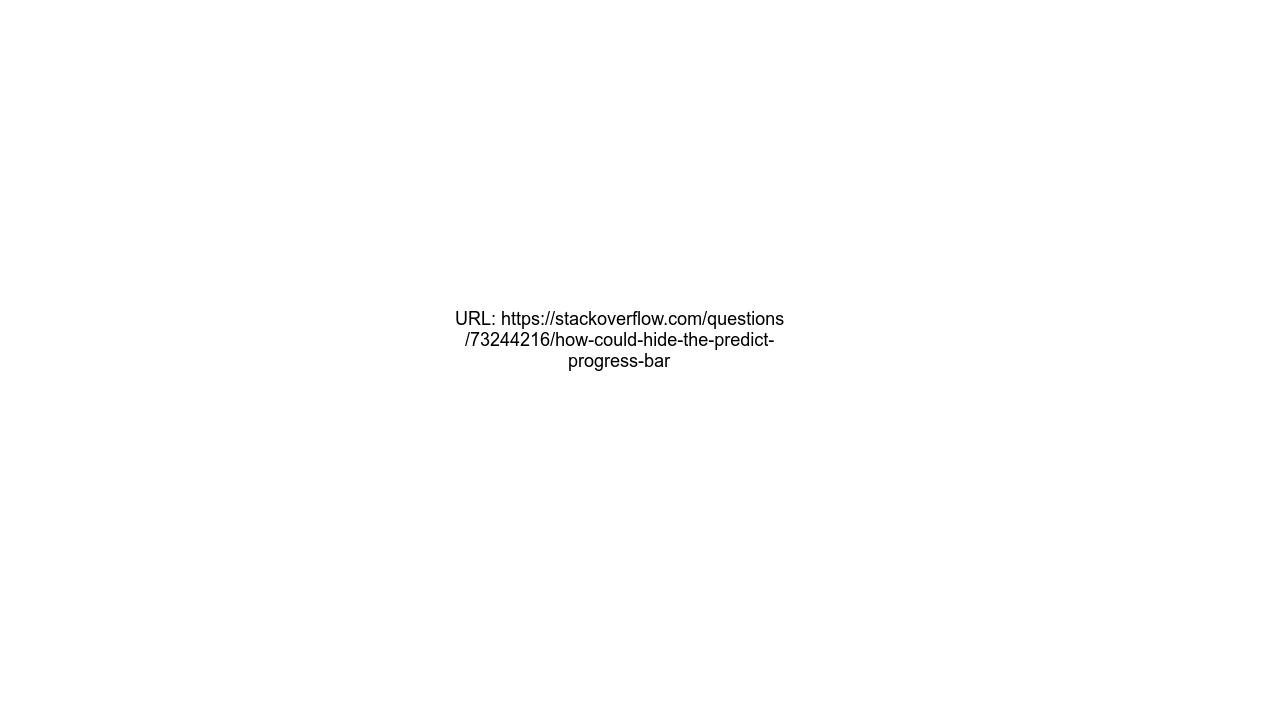 URL: https://stackoverflow.com/questions
/73244216/how-could-hide-the-predict-
progress-bar